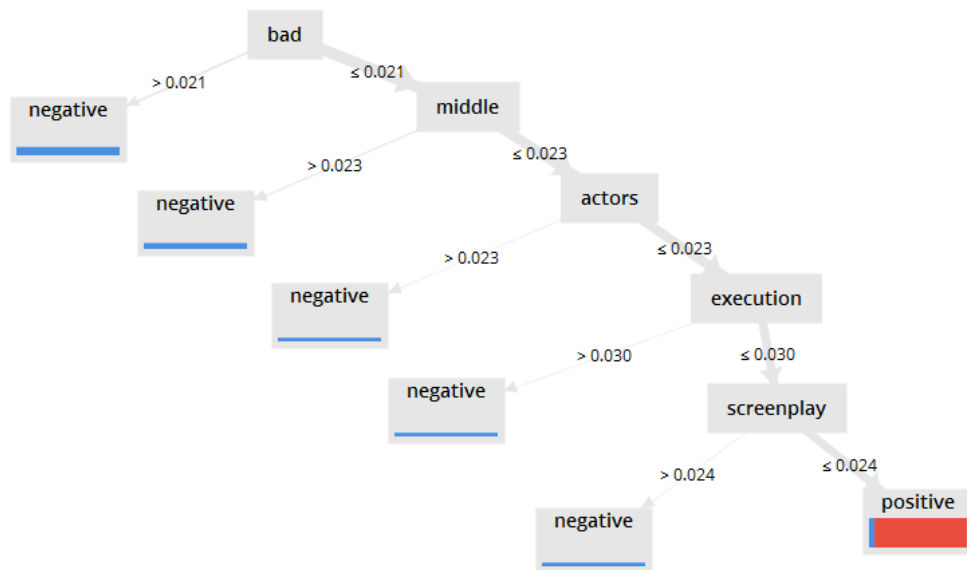 bad
> 0.021
≤ 0.021
negative
middle
> 0.023
≤ 0.023
negative
actors
> 0.023
≤ 0.023
negative
execution
> 0.030
≤ 0.030
negative
screenplay
> 0.024
≤ 0.024
negative
positive